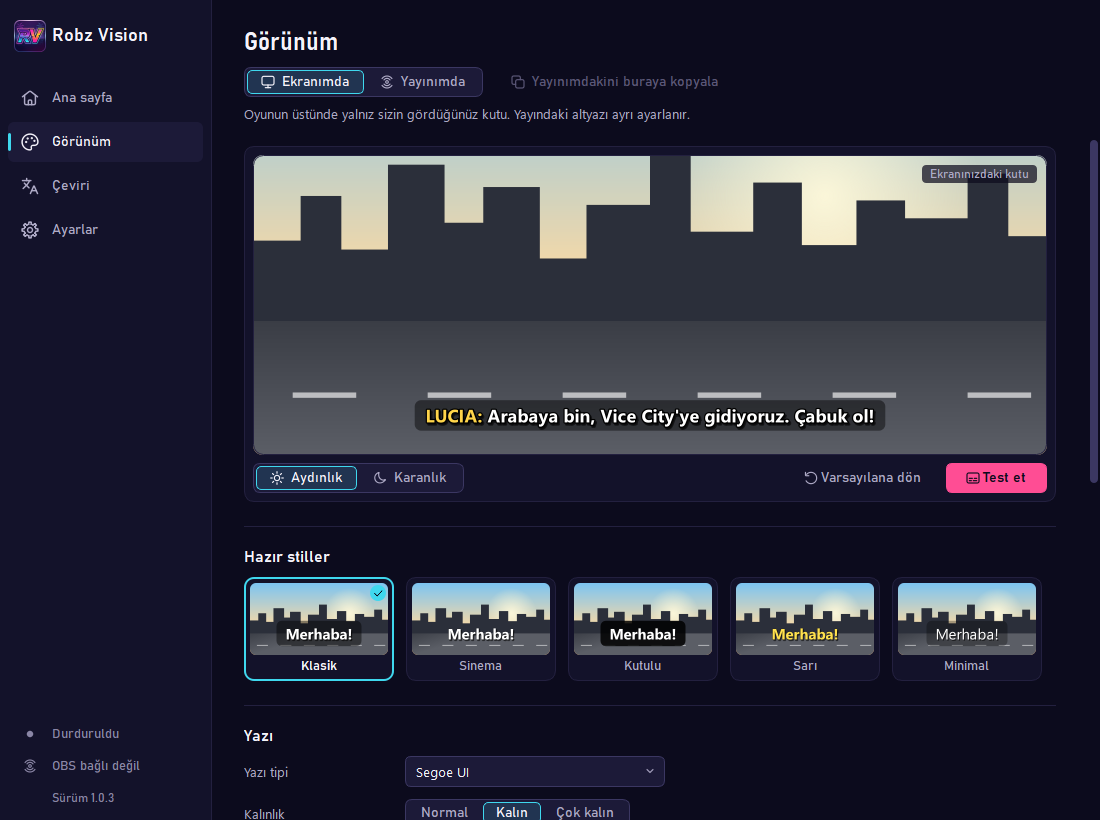 RV Robz Vision
Ana sayfa
Görünüm
Çeviri
Ayarlar
Durduruldu
OBS bağlı değil
Sürüm 1.0.3
Görünüm
Ekranımda Yayınımda Yayınımdakini buraya kopyala
Oyunun üstünde yalnız sizin gördüğünüz kutu. Yayındaki altyazı ayrı ayarlanır.
Ekranınızdaki kutu
LUCIA: Arabaya bin, Vice City'ye gidiyoruz. Çabuk ol!
Aydınlık Karanlık Varsayılana dön Test et
Hazır stiller
Merhaba! Merhaba! Merhaba! Merhaba! Merhaba!
Klasik Sinema Kutulu Sarı Minimal
Yazı
Yazı tipi Segoe UI
Kalınlık Normal Kalın Çok kalın